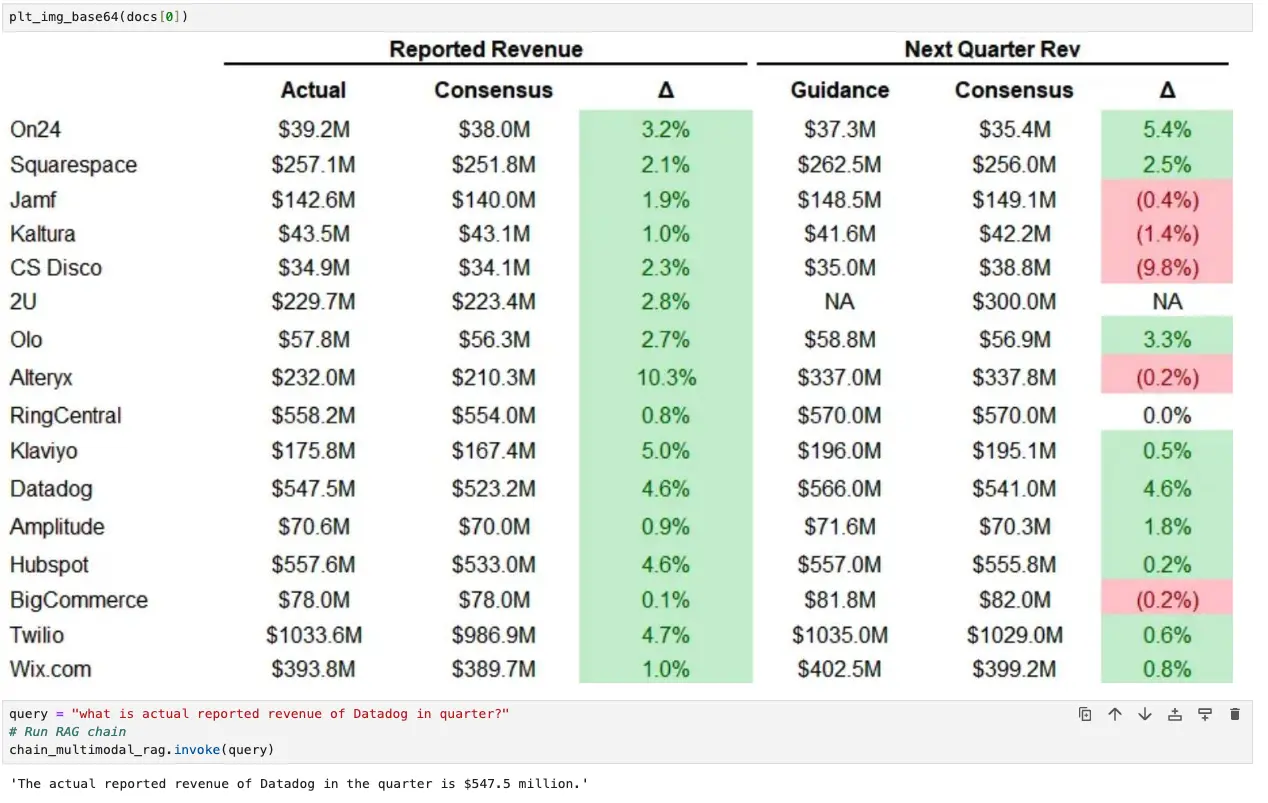 plt_img_base64(docs[0])
Reported Revenue Next Quarter Rev
Actual Consensus Δ Guidance Consensus Δ
On24 $39.2M $38.0M 3.2% $37.3M $35.4M 5.4%
Squarespace $257.1M $251.8M 2.1% $262.5M $256.0M 2.5%
Jamf $142.6M $140.0M 1.9% $148.5M $149.1M (0.4%)
Kaltura $43.5M $43.1M 1.0% $41.6M $42.2M (1.4%)
CS Disco $34.9M $34.1M 2.3% $35.0M $38.8M (9.8%)
2U $229.7M $223.4M 2.8% NA $300.0M NA
Olo $57.8M $56.3M 2.7% $58.8M $56.9M 3.3%
Alteryx $232.0M $210.3M 10.3% $337.0M $337.8M (0.2%)
RingCentral $558.2M $554.0M 0.8% $570.0M $570.0M 0.0%
Klaviyo $175.8M $167.4M 5.0% $196.0M $195.1M 0.5%
Datadog $547.5M $523.2M 4.6% $566.0M $541.0M 4.6%
Amplitude $70.6M $70.0M 0.9% $71.6M $70.3M 1.8%
Hubspot $557.6M $533.0M 4.6% $557.0M $555.8M 0.2%
BigCommerce $78.0M $78.0M 0.1% $81.8M $82.0M (0.2%)
Twilio $1033.6M $986.9M 4.7% $1035.0M $1029.0M 0.6%
Wix.com $393.8M $389.7M 1.0% $402.5M $399.2M 0.8%
query = "what is actual reported revenue of Datadog in quarter?"
# Run RAG chain
chain_multimodal_rag.invoke(query)
'The actual reported revenue of Datadog in the quarter is $547.5 million.'